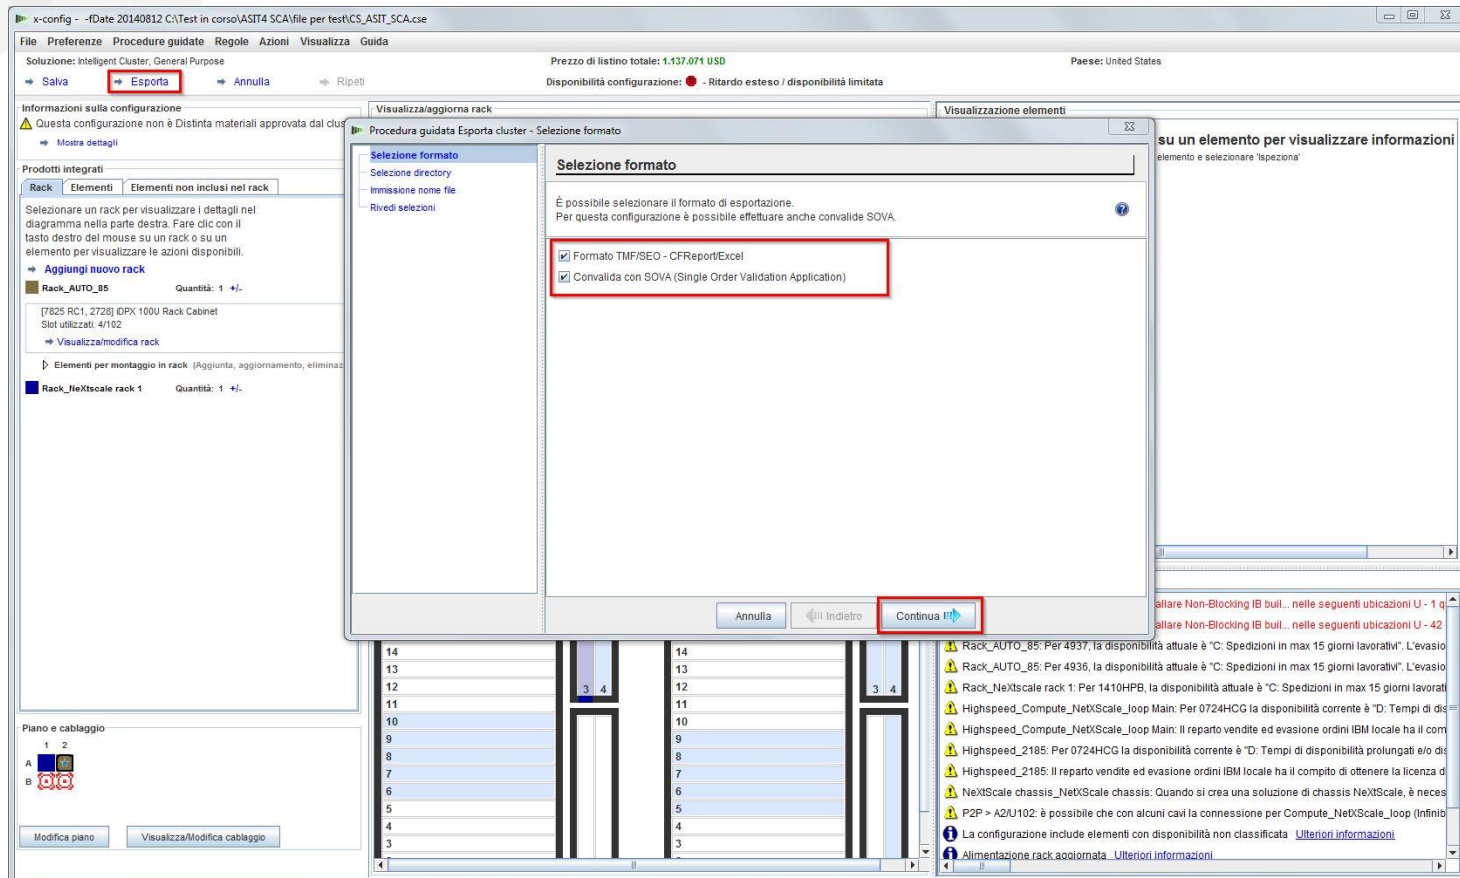 x-config - -fDate 20140812 C:\Test in corso\ASIT4 SCA\file per test\CS_ASIT_SCA.cse
File Preferenze Procedure guidate Regole Azioni Visualizza Guida
Soluzione: Intelligent Cluster, General Purpose
Prezzo di listino totale: 1.137.071 USD
Paese: United States
Salva Esporta Annulla Ripeti
Disponibilità configurazione: - Ritardo esteso / disponibilità limitata
Informazioni sulla configurazione
Questa configurazione non è Distinta materiali approvata dal clus
Mostra dettagli
Prodotti integrati
Rack Elementi Elementi non inclusi nel rack
Selezionare un rack per visualizzare i dettagli nel
diagramma nella parte destra. Fare clic con il
tasto destro del mouse su un rack o su un
elemento per visualizzare le azioni disponibili.
Aggiungi nuovo rack
Rack_AUTO_85 Quantità: 1 +/-
[7825 RC1, 2728] iDPX 100U Rack Cabinet
Slot utilizzati: 4/102
Visualizza/modifica rack
Elementi per montaggio in rack (Aggiunta, aggiornamento, eliminaz
Rack_NeXtscale rack 1 Quantità: 1 +/-
Piano e cablaggio
1 2
A
B
Modifica piano Visualizza/Modifica cablaggio
Visualizza/aggiorna rack
Procedura guidata Esporta cluster - Selezione formato
Selezione formato
Selezione directory
Immissione nome file
Rivedi selezioni
Selezione formato
È possibile selezionare il formato di esportazione.
Per questa configurazione è possibile effettuare anche convalide SOVA.
Formato TMF/SEO - CFReport/Excel
Convalida con SOVA (Single Order Validation Application)
Annulla Indietro Continua
14 14
13 13
12 3 4 12 3 4
11 11
10 10
9 9
8 8
7 7
6 6
5 5
4 4
3 3
Visualizzazione elementi
su un elemento per visualizzare informazioni
elemento e selezionare 'Ispeziona'
allare Non-Blocking IB buil... nelle seguenti ubicazioni U - 1 q
allare Non-Blocking IB buil... nelle seguenti ubicazioni U - 42
Rack_AUTO_85: Per 4937, la disponibilità attuale è "C: Spedizioni in max 15 giorni lavorativi". L'evasio
Rack_AUTO_85: Per 4936, la disponibilità attuale è "C: Spedizioni in max 15 giorni lavorativi". L'evasio
Rack_NeXtscale rack 1: Per 1410HPB, la disponibilità attuale è "C: Spedizioni in max 15 giorni lavorati
Highspeed_Compute_NetXScale_loop Main: Per 0724HCG la disponibilità corrente è "D: Tempi di dis
Highspeed_Compute_NetXScale_loop Main: Il reparto vendite ed evasione ordini IBM locale ha il com
Highspeed_2185: Per 0724HCG la disponibilità corrente è "D: Tempi di disponibilità prolungati e/o dis
Highspeed_2185: Il reparto vendite ed evasione ordini IBM locale ha il compito di ottenere la licenza d
NeXtScale chassis_NetXScale chassis: Quando si crea una soluzione di chassis NeXtScale, è neces
P2P > A2/U102: è possibile che con alcuni cavi la connessione per Compute_NetXScale_loop (Infinib
La configurazione include elementi con disponibilità non classificata Ulteriori informazioni
Alimentazione rack aggiornata Ulteriori informazioni